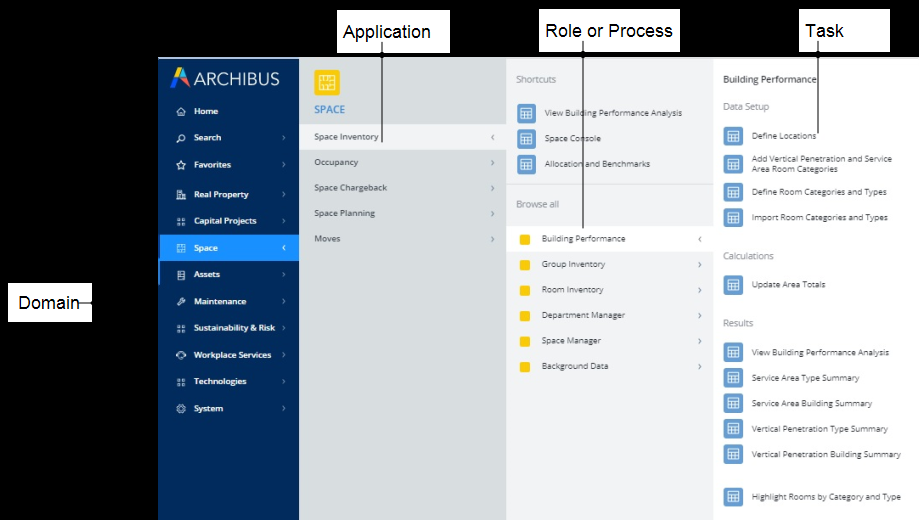 Application
Role or Process
Task
Domain
ARCHIBUS
Home
Search
Favorites
Real Property
Capital Projects
Space
Assets
Maintenance
Sustainability & Risk
Workplace Services
Technologies
System
SPACE
Space Inventory
Occupancy
Space Chargeback
Space Planning
Moves
Shortcuts
View Building Performance Analysis
Space Console
Allocation and Benchmarks
Browse all
Building Performance
Group Inventory
Room Inventory
Department Manager
Space Manager
Background Data
Building Performance
Data Setup
Define Locations
Add Vertical Penetration and Service
Area Room Categories
Define Room Categories and Types
Import Room Categories and Types
Calculations
Update Area Totals
Results
View Building Performance Analysis
Service Area Type Summary
Service Area Building Summary
Vertical Penetration Type Summary
Vertical Penetration Building Summary
Highlight Rooms by Category and Type